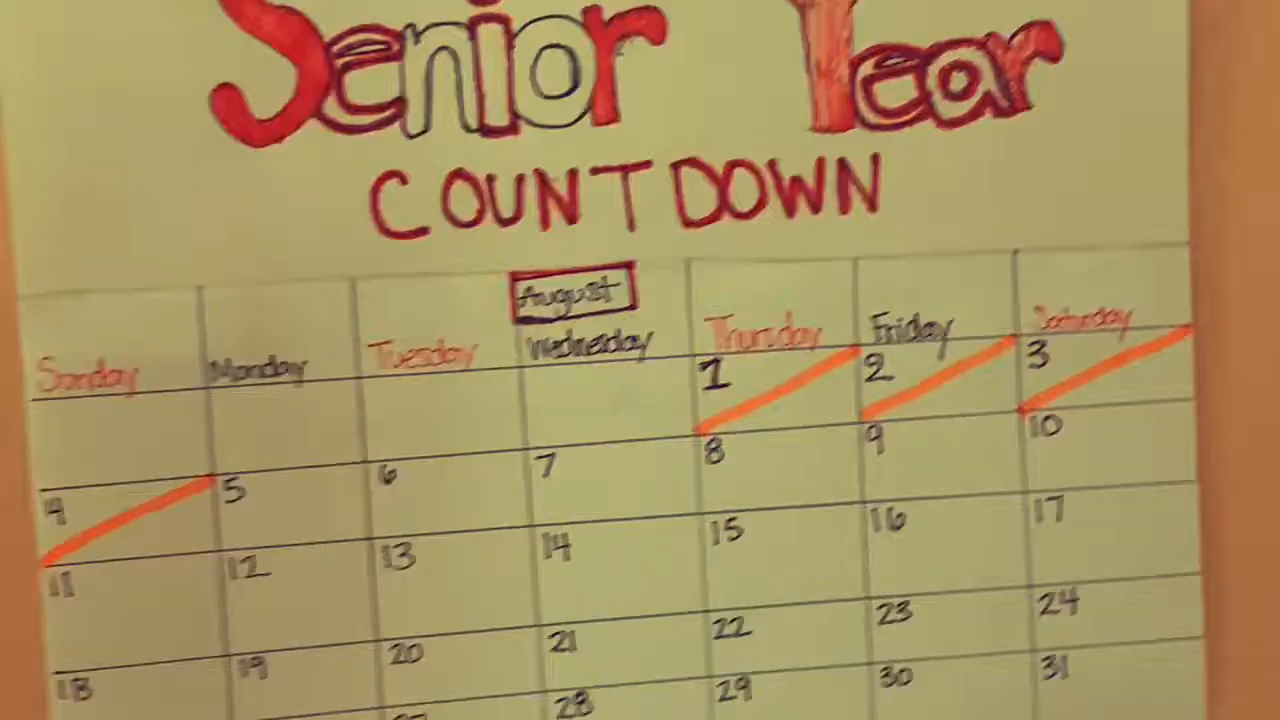 Senior Year
COUNTDOWN
August
Sunday Monday Tuesday Wednesday Thursday Friday Saturday
1 2 3
4 5 6 7 8 9 10
11 12 13 14 15 16 17
18 19 20 21 22 23 24
28 29 30 31